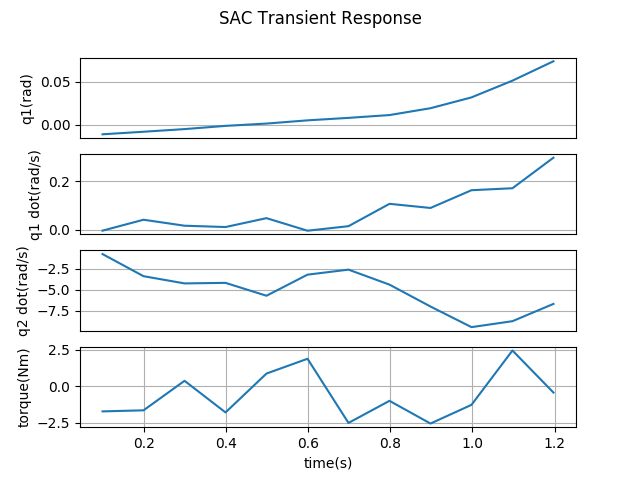 SAC Transient Response
q1(rad)
0.05
0.00
q1 dot(rad/s)
0.2
0.0
q2 dot(rad/s)
−2.5
−5.0
−7.5
torque(Nm)
2.5
0.0
−2.5
0.2 0.4 0.6 0.8 1.0 1.2
time(s)